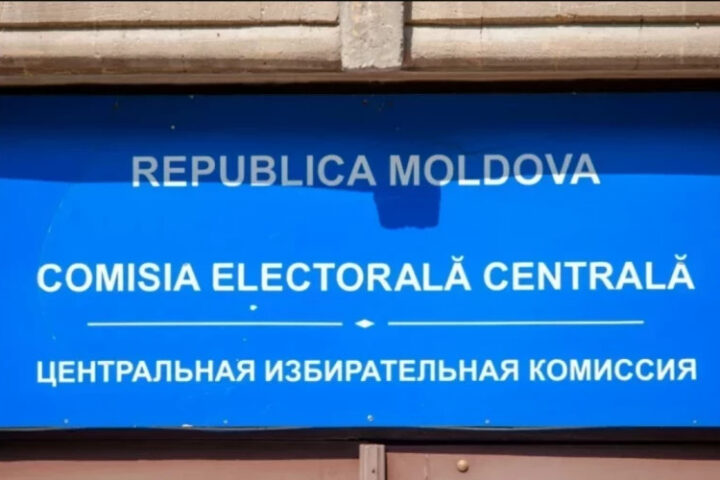 REPUBLICA MOLDOVA
COMISIA ELECTORALĂ CENTRALĂ
ЦЕНТРАЛЬНАЯ ИЗБИРАТЕЛЬНАЯ КОМИССИЯ